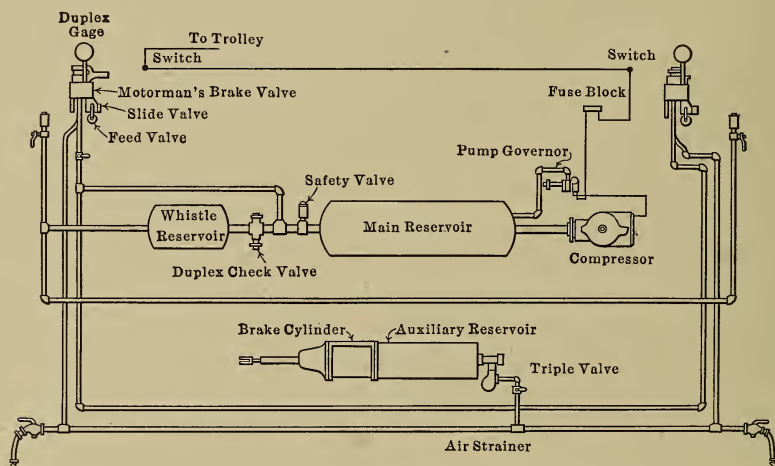 Duplex
Gage
To Trolley
Switch
Switch
Motorman's Brake Valve
Fuse Block
Slide Valve
Feed Valve
Pump Governor
Safety Valve
Whistle
Reservoir
Main Reservoir
Duplex Check Valve
Compressor
Brake Cylinder
Auxiliary Reservoir
Triple Valve
Air Strainer